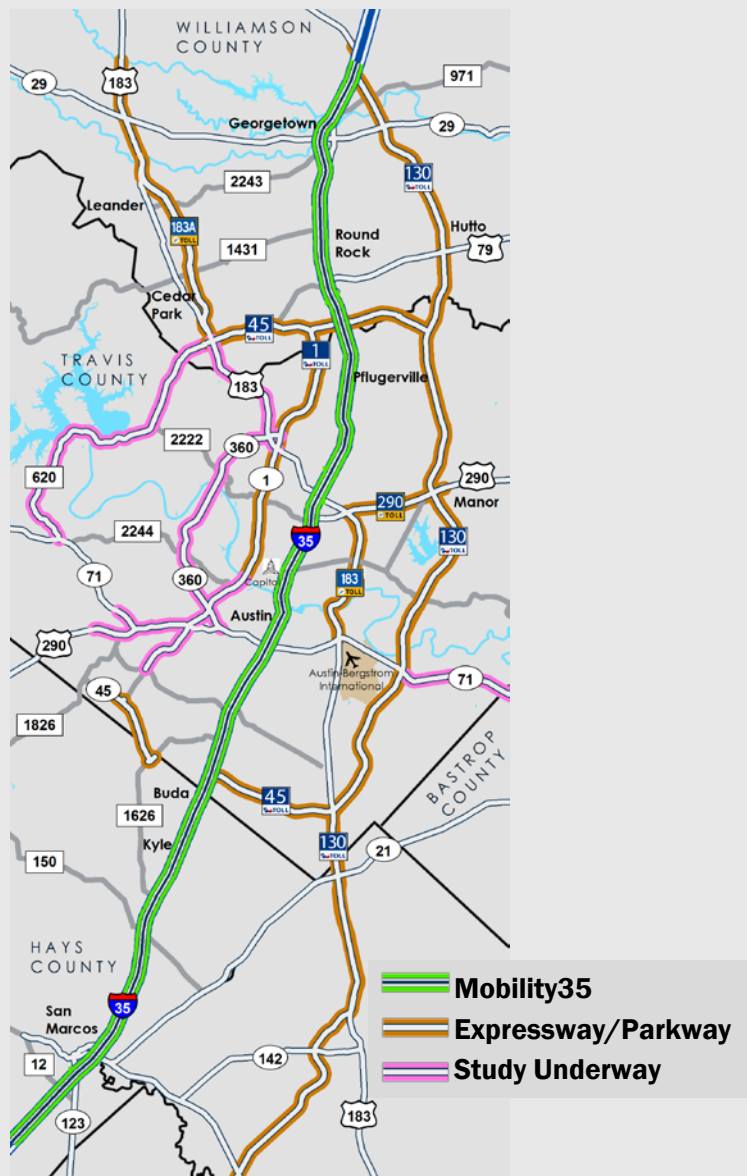 WILLIAMSON
COUNTY
183
971
29
Georgetown
29
130
TOLL
2243
Leander
183A
TOLL
Hutto
Round
Rock
79
1431
Cedar
Park
45
TOLL
1
TOLL
TRAVIS
COUNTY
Pflugerville
183
2222
360
620
1
290
290
TOLL
Manor
2244
35
130
TOLL
71
360
Capitol
183
TOLL
Austin
290
71
Austin-Bergstrom
International
45
1826
BASTROP
COUNTY
Buda
45
TOLL
1626
130
TOLL
Kyle
21
150
HAYS
COUNTY
35
San
Marcos
12
142
123
183
Mobility35
Expressway/Parkway
Study Underway